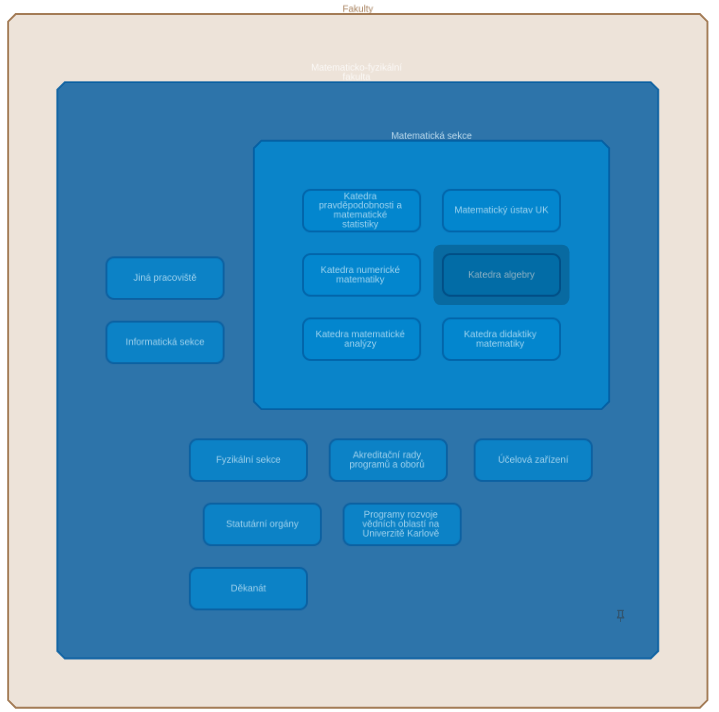 Fakulty
Matematicko-fyzikální
fakulta
Matematická sekce
Katedra
pravděpodobnosti a
matematické
statistiky
Matematický ústav UK
Katedra numerické
matematiky
Katedra algebry
Jiná pracoviště
Katedra matematické
analýzy
Katedra didaktiky
matematiky
Informatická sekce
Fyzikální sekce
Akreditační rady
programů a oborů
Účelová zařízení
Statutární orgány
Programy rozvoje
vědních oblastí na
Univerzitě Karlově
Děkanát